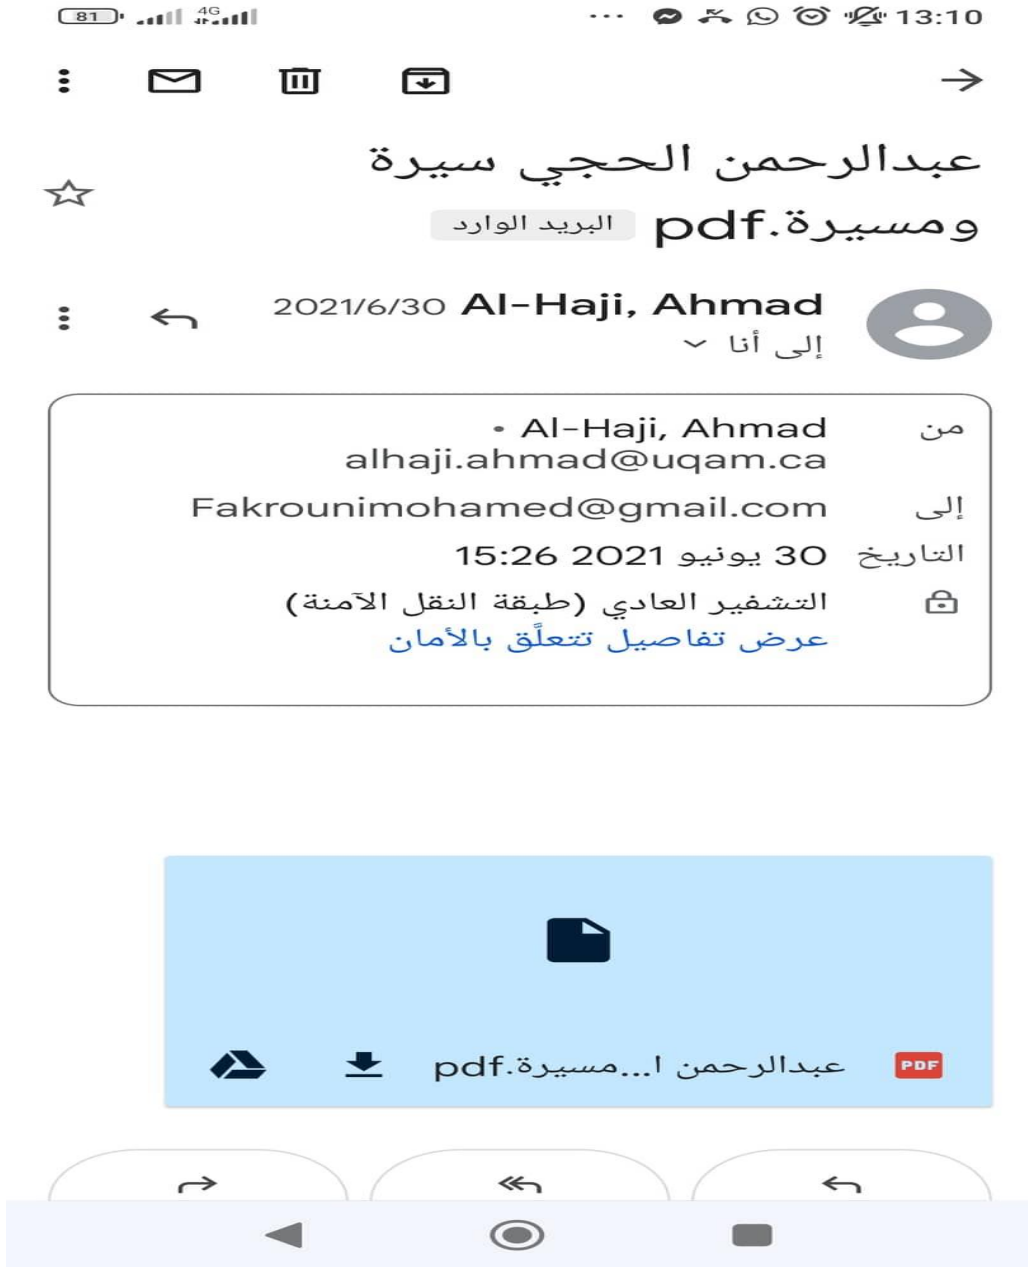 81 4G ... 13:10
عبدالرحمن الحجي سيرة
ومسيرة.pdf البريد الوارد
Al-Haji, Ahmad 2021/6/30
إلى أنا
من Al-Haji, Ahmad •
alhaji.ahmad@uqam.ca
إلى Fakrounimohamed@gmail.com
التاريخ 30 يونيو 2021 15:26
التشفير العادي (طبقة النقل الآمنة)
عرض تفاصيل تتعلَّق بالأمان
PDF عبدالرحمن ا...مسيرة.pdf